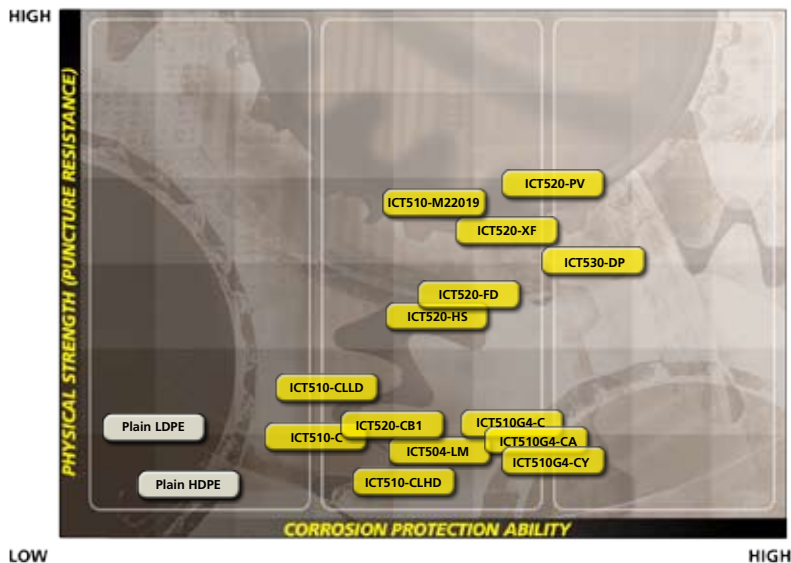 HIGH
PHYSICAL STRENGTH (PUNCTURE RESISTANCE)
ICT520-PV
ICT510-M22019
ICT520-XF
ICT530-DP
ICT520-FD
ICT520-HS
ICT510-CLLD
Plain LDPE
ICT520-CB1
ICT510G4-C
ICT510-C
ICT510G4-CA
ICT504-LM
ICT510G4-CY
Plain HDPE
ICT510-CLHD
CORROSION PROTECTION ABILITY
LOW
HIGH